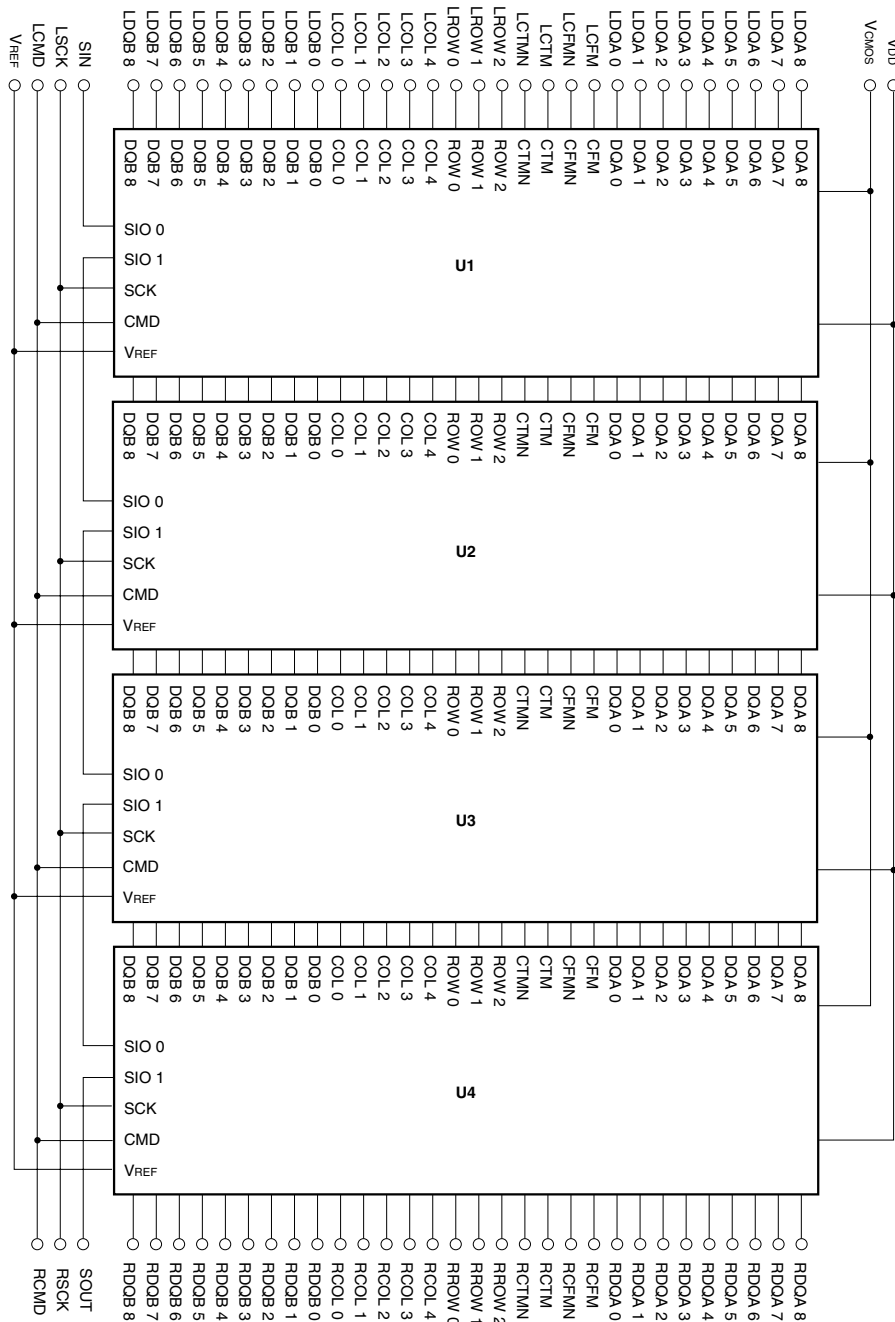 VREF
LCMD
LSCK
SIN
LDQB 8
LDQB 7
LDQB 6
LDQB 5
LDQB 4
LDQB 3
LDQB 2
LDQB 1
LDQB 0
LCOL 0
LCOL 1
LCOL 2
LCOL 3
LCOL 4
LROW 0
LROW 1
LROW 2
LCTMN
LCTM
LCFMN
LCFM
LDQA 0
LDQA 1
LDQA 2
LDQA 3
LDQA 4
LDQA 5
LDQA 6
LDQA 7
LDQA 8
VCMOS
VDD
DQB 8
DQB 7
DQB 6
DQB 5
DQB 4
DQB 3
DQB 2
DQB 1
DQB 0
COL 0
COL 1
COL 2
COL 3
COL 4
ROW 0
ROW 1
ROW 2
CTMN
CTM
CFMN
CFM
DQA 0
DQA 1
DQA 2
DQA 3
DQA 4
DQA 5
DQA 6
DQA 7
DQA 8
SIO 0
SIO 1
SCK
CMD
VREF
U1
DQB 8
DQB 7
DQB 6
DQB 5
DQB 4
DQB 3
DQB 2
DQB 1
DQB 0
COL 0
COL 1
COL 2
COL 3
COL 4
ROW 0
ROW 1
ROW 2
CTMN
CTM
CFMN
CFM
DQA 0
DQA 1
DQA 2
DQA 3
DQA 4
DQA 5
DQA 6
DQA 7
DQA 8
SIO 0
SIO 1
SCK
CMD
VREF
U2
DQB 8
DQB 7
DQB 6
DQB 5
DQB 4
DQB 3
DQB 2
DQB 1
DQB 0
COL 0
COL 1
COL 2
COL 3
COL 4
ROW 0
ROW 1
ROW 2
CTMN
CTM
CFMN
CFM
DQA 0
DQA 1
DQA 2
DQA 3
DQA 4
DQA 5
DQA 6
DQA 7
DQA 8
SIO 0
SIO 1
SCK
CMD
VREF
U3
DQB 8
DQB 7
DQB 6
DQB 5
DQB 4
DQB 3
DQB 2
DQB 1
DQB 0
COL 0
COL 1
COL 2
COL 3
COL 4
ROW 0
ROW 1
ROW 2
CTMN
CTM
CFMN
CFM
DQA 0
DQA 1
DQA 2
DQA 3
DQA 4
DQA 5
DQA 6
DQA 7
DQA 8
SIO 0
SIO 1
SCK
CMD
VREF
U4
RCMD
RSCK
SOUT
RDQB 8
RDQB 7
RDQB 6
RDQB 5
RDQB 4
RDQB 3
RDQB 2
RDQB 1
RDQB 0
RCOL 0
RCOL 1
RCOL 2
RCOL 3
RCOL 4
RROW 0
RROW 1
RROW 2
RCTMN
RCTM
RCFMN
RCFM
RDQA 0
RDQA 1
RDQA 2
RDQA 3
RDQA 4
RDQA 5
RDQA 6
RDQA 7
RDQA 8